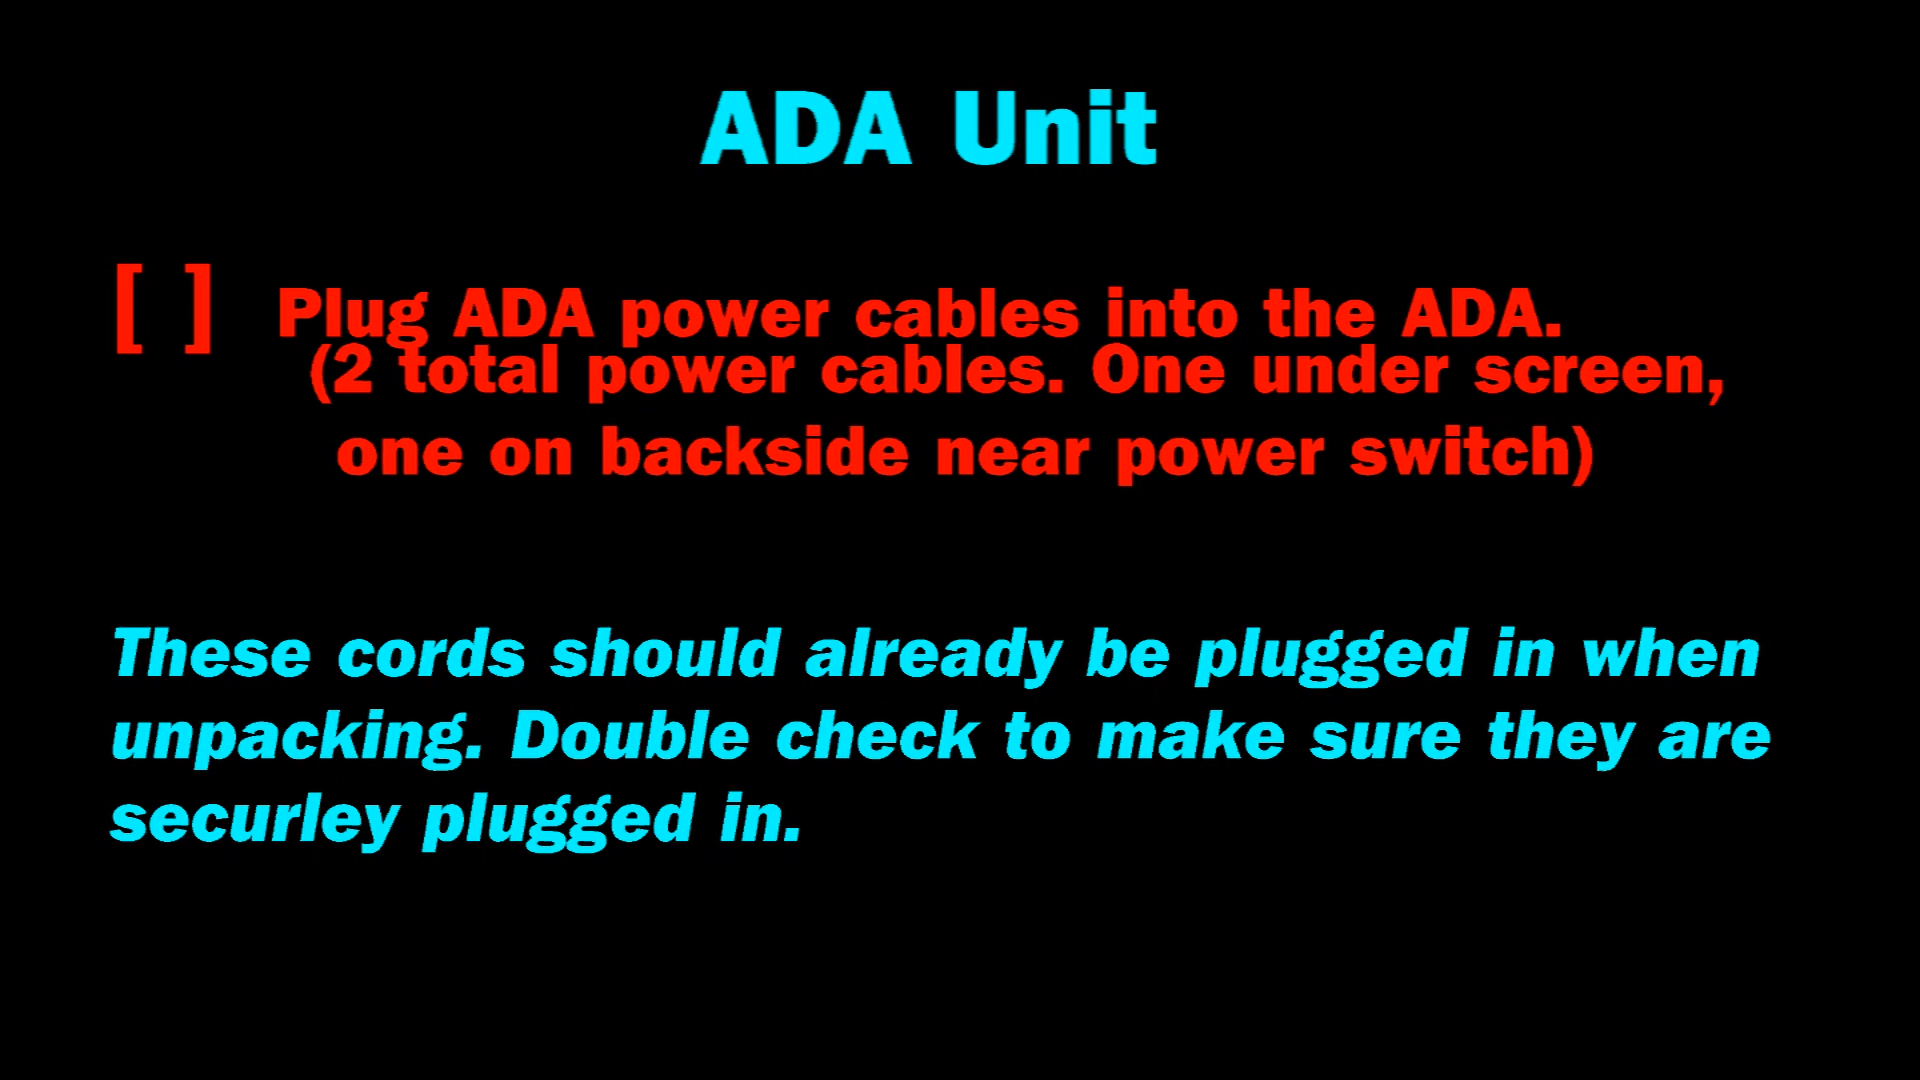 ADA Unit
[ ] Plug ADA power cables into the ADA.
(2 total power cables. One under screen,
one on backside near power switch)
These cords should already be plugged in when
unpacking. Double check to make sure they are
securley plugged in.